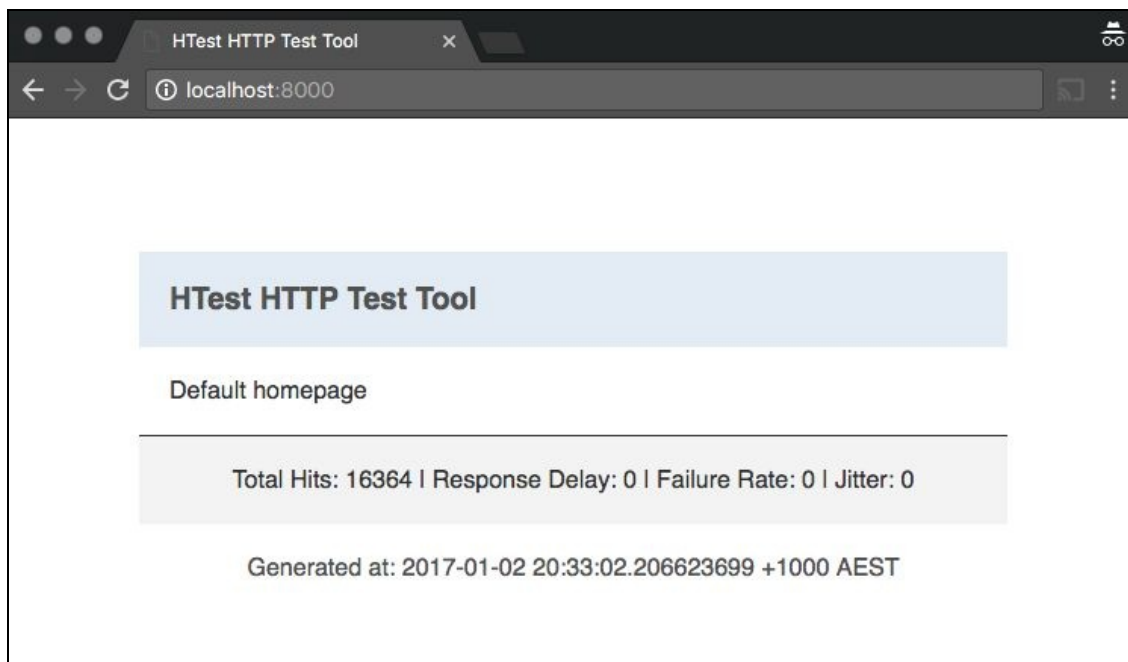 HTest HTTP Test Tool
localhost:8000
HTest HTTP Test Tool
Default homepage
Total Hits: 16364 | Response Delay: 0 | Failure Rate: 0 | Jitter: 0
Generated at: 2017-01-02 20:33:02.206623699 +1000 AEST